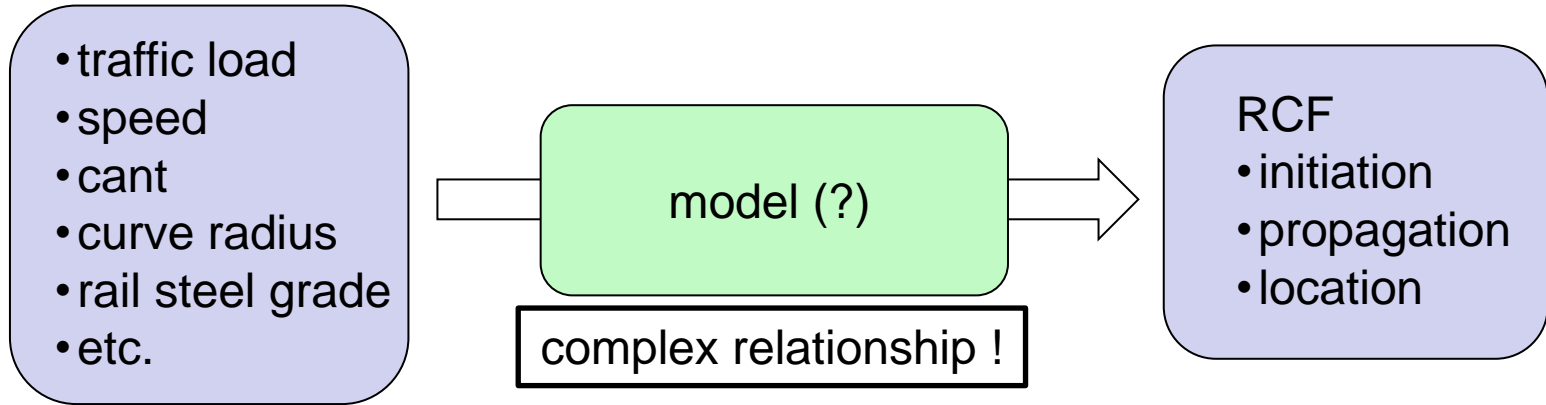 • traffic load
• speed
• cant
• curve radius
• rail steel grade
• etc.
model (?)
complex relationship !
RCF
• initiation
• propagation
• location